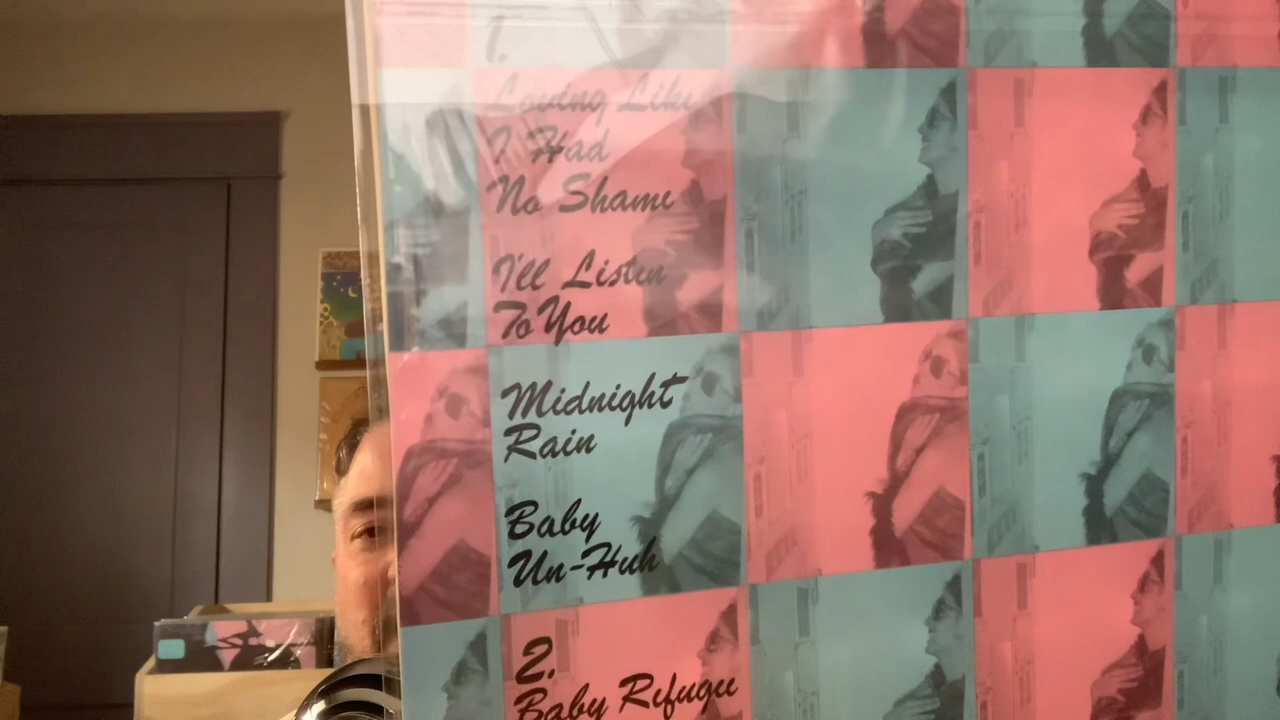 1.
Loving Like
I Had
No Shame
I'll Listen
To You
Midnight
Rain
Baby
Un-Huh
2.
Baby Refugee